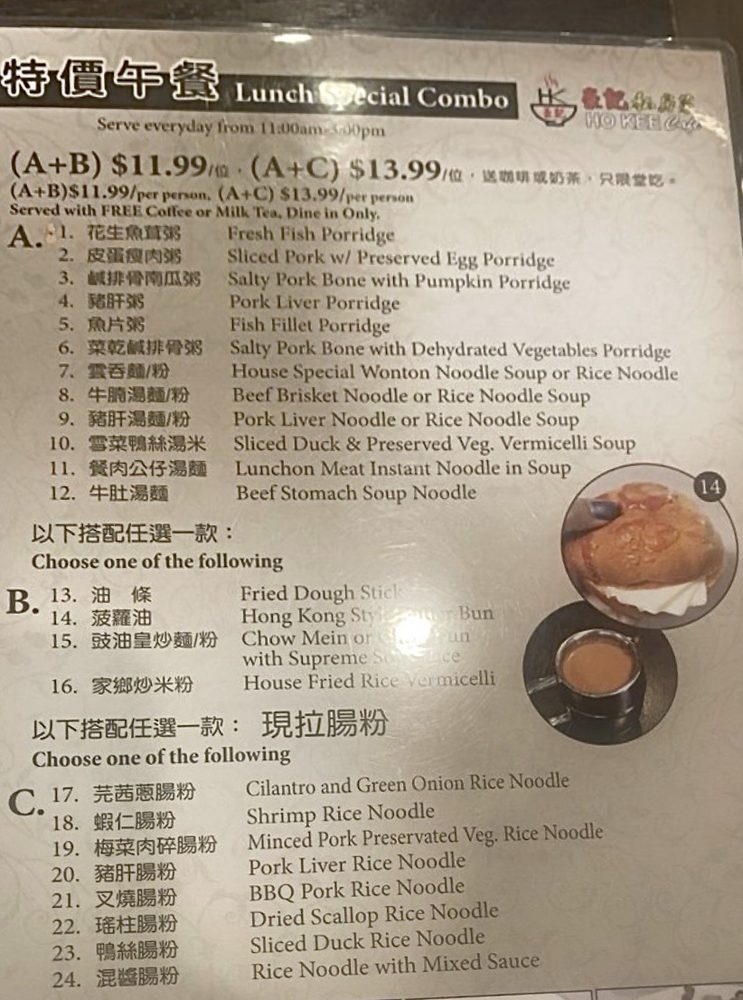 特價午餐 Lunch Special Combo 豪記 HO KEE Cafe
Serve everyday from 11:00am-3:00pm
(A+B) $11.99/位，(A+C) $13.99/位，送咖啡或奶茶，只限堂吃。
(A+B)$11.99/per person, (A+C) $13.99/per person
Served with FREE Coffee or Milk Tea, Dine in Only.
A. 1. 花生魚茸粥 Fresh Fish Porridge
2. 皮蛋瘦肉粥 Sliced Pork w/ Preserved Egg Porridge
3. 鹹排骨南瓜粥 Salty Pork Bone with Pumpkin Porridge
4. 豬肝粥 Pork Liver Porridge
5. 魚片粥 Fish Fillet Porridge
6. 菜乾鹹排骨粥 Salty Pork Bone with Dehydrated Vegetables Porridge
7. 雲吞麵/粉 House Special Wonton Noodle Soup or Rice Noodle
8. 牛腩湯麵/粉 Beef Brisket Noodle or Rice Noodle Soup
9. 豬肝湯麵/粉 Pork Liver Noodle or Rice Noodle Soup
10. 雪菜鴨絲湯米 Sliced Duck & Preserved Veg. Vermicelli Soup
11. 餐肉公仔湯麵 Lunchon Meat Instant Noodle in Soup
12. 牛肚湯麵 Beef Stomach Soup Noodle
14
以下搭配任選一款：
Choose one of the following
B. 13. 油 條 Fried Dough Stick
14. 菠蘿油 Hong Kong Style Bun
15. 豉油皇炒麵/粉 Chow Mein or
with Supreme
16. 家鄉炒米粉 House Fried Rice Vermicelli
以下搭配任選一款：現拉腸粉
Choose one of the following
C. 17. 芫茜蔥腸粉 Cilantro and Green Onion Rice Noodle
18. 蝦仁腸粉 Shrimp Rice Noodle
19. 梅菜肉碎腸粉 Minced Pork Preservated Veg. Rice Noodle
20. 豬肝腸粉 Pork Liver Rice Noodle
21. 叉燒腸粉 BBQ Pork Rice Noodle
22. 瑤柱腸粉 Dried Scallop Rice Noodle
23. 鴨絲腸粉 Sliced Duck Rice Noodle
24. 混醬腸粉 Rice Noodle with Mixed Sauce